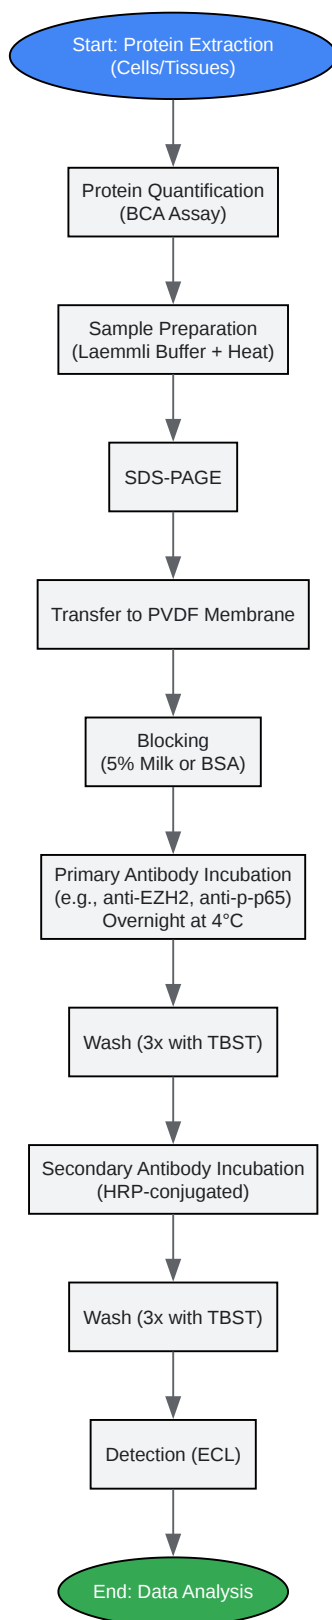 Start: Protein Extraction
(Cells/Tissues)
Protein Quantification
(BCA Assay)
Sample Preparation
(Laemmli Buffer + Heat)
SDS-PAGE
Transfer to PVDF Membrane
Blocking
(5% Milk or BSA)
Primary Antibody Incubation
(e.g., anti-EZH2, anti-p-p65)
Overnight at 4°C
Wash (3x with TBST)
Secondary Antibody Incubation
(HRP-conjugated)
Wash (3x with TBST)
Detection (ECL)
End: Data Analysis